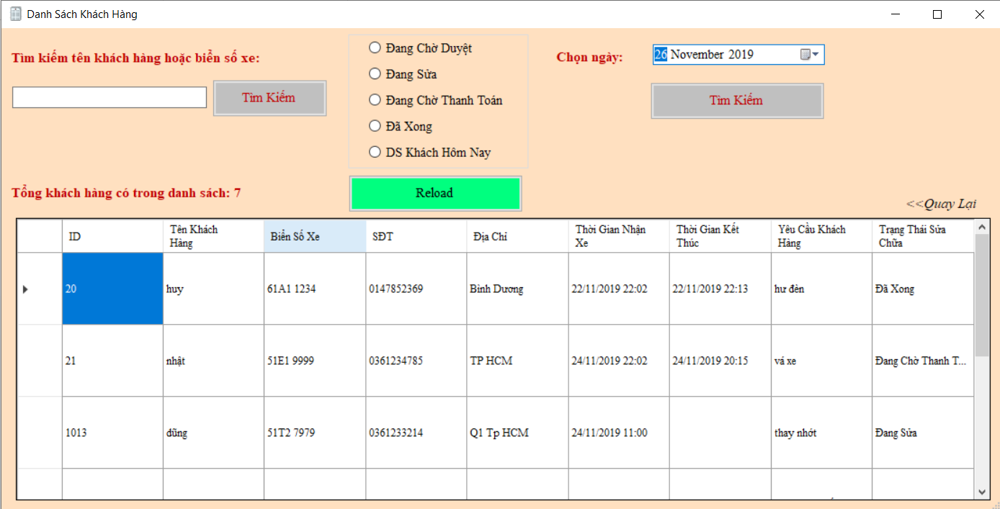 Danh Sách Khách Hàng
Tìm kiếm tên khách hàng hoặc biển số xe:
Tìm Kiếm
Đang Chờ Duyệt
Đang Sửa
Đang Chờ Thanh Toán
Đã Xong
DS Khách Hôm Nay
Chọn ngày:
26 November 2019
Tìm Kiếm
Tổng khách hàng có trong danh sách: 7
Reload
<<Quay Lại
ID
Tên Khách
Hàng
Biển Số Xe
SĐT
Địa Chỉ
Thời Gian Nhận
Xe
Thời Gian Kết
Thúc
Yêu Cầu Khách
Hàng
Trạng Thái Sửa
Chữa
20 huy 61A1 1234 0147852369 Bình Dương 22/11/2019 22:02 22/11/2019 22:13 hư đèn Đã Xong
21 nhật 51E1 9999 0361234785 TP HCM 24/11/2019 22:02 24/11/2019 20:15 vá xe Đang Chờ Thanh T...
1013 dũng 51T2 7979 0361233214 Q1 Tp HCM 24/11/2019 11:00 thay nhớt Đang Sửa